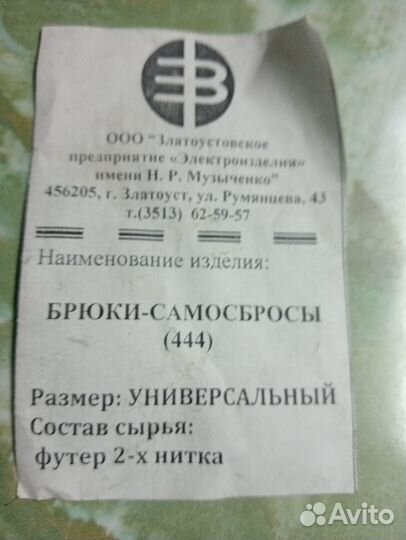 ООО "Златоустовское
предприятие «Электроизделия»
имени Н. Р. Музыченко"
456205, г. Златоуст, ул. Румянцева, 43
т.(3513) 62-59-57
Наименование изделия:
БРЮКИ-САМОСБРОСЫ
(444)
Размер: УНИВЕРСАЛЬНЫЙ
Состав сырья:
футер 2-х нитка
Avito